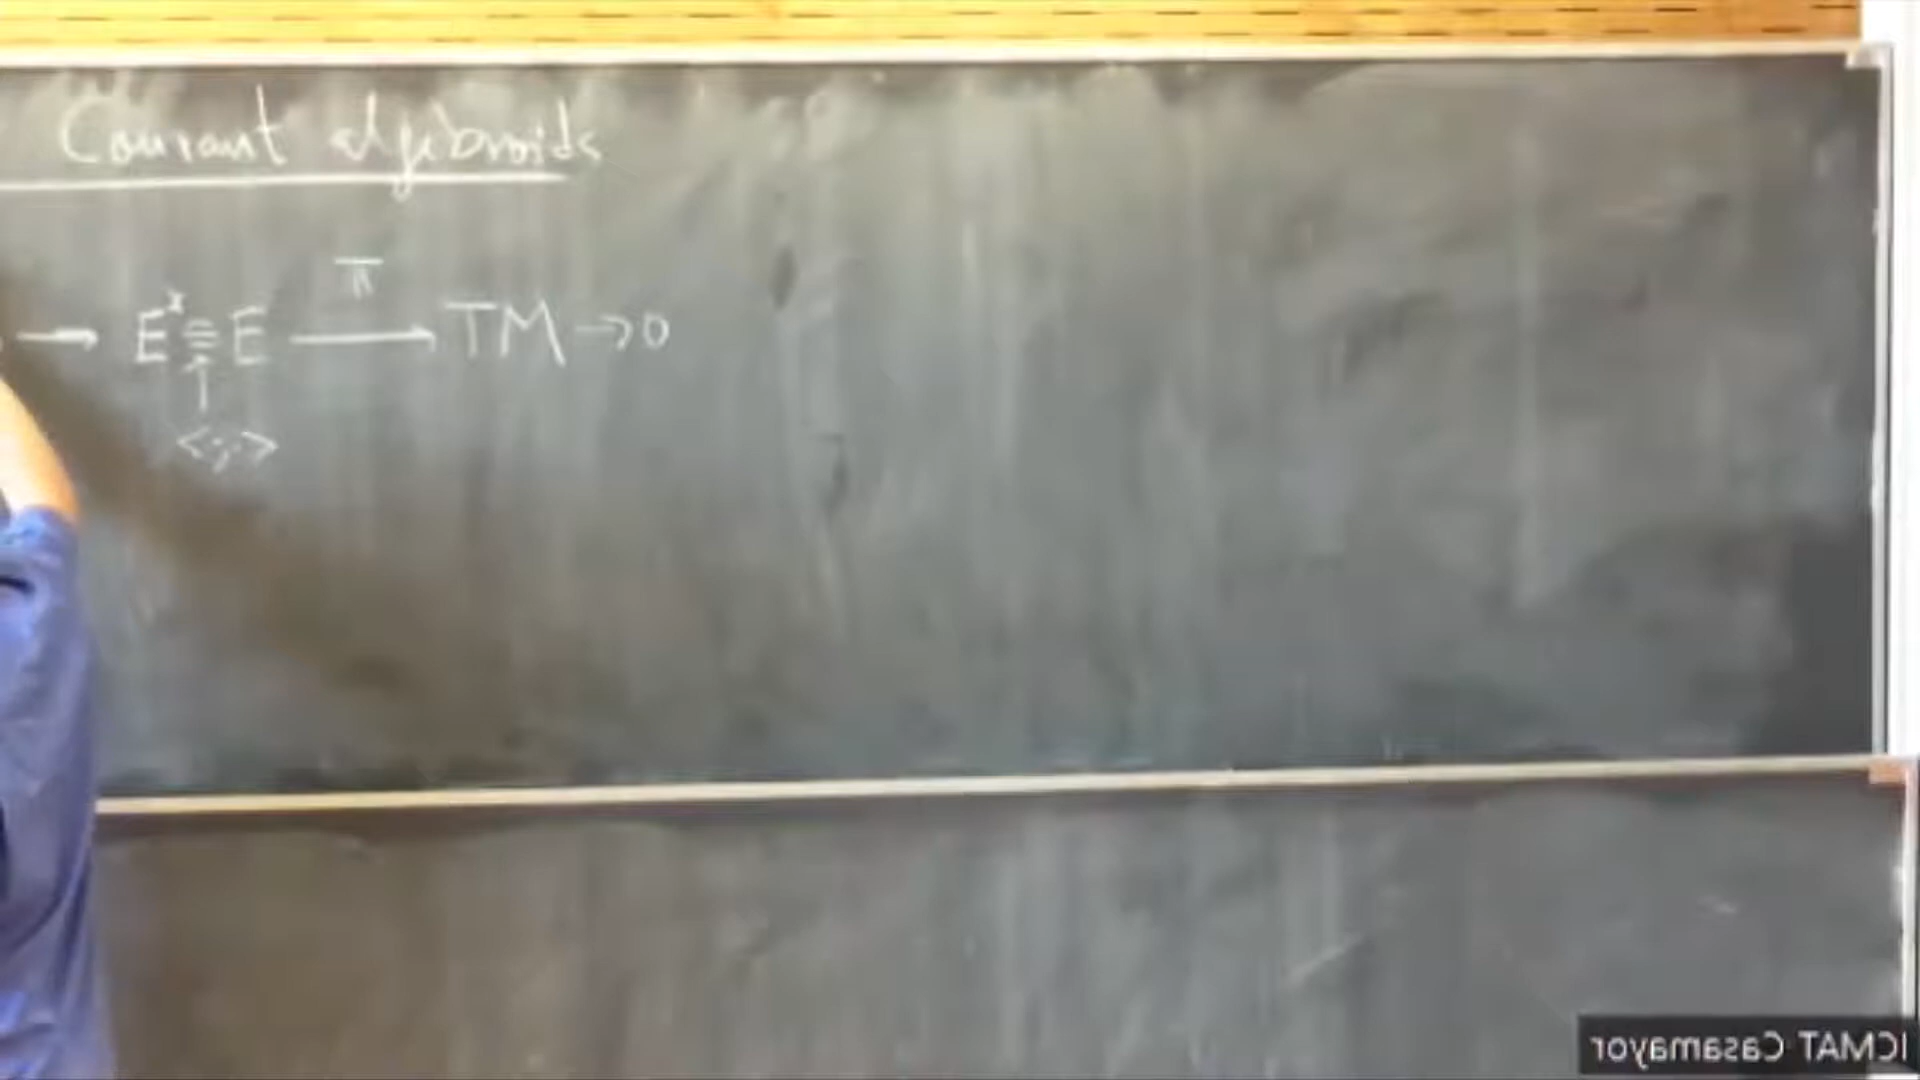 Courant algebroids
→ E* ≡ E —π→ TM → 0
↑
<·,·>
ICMAT Casamayor